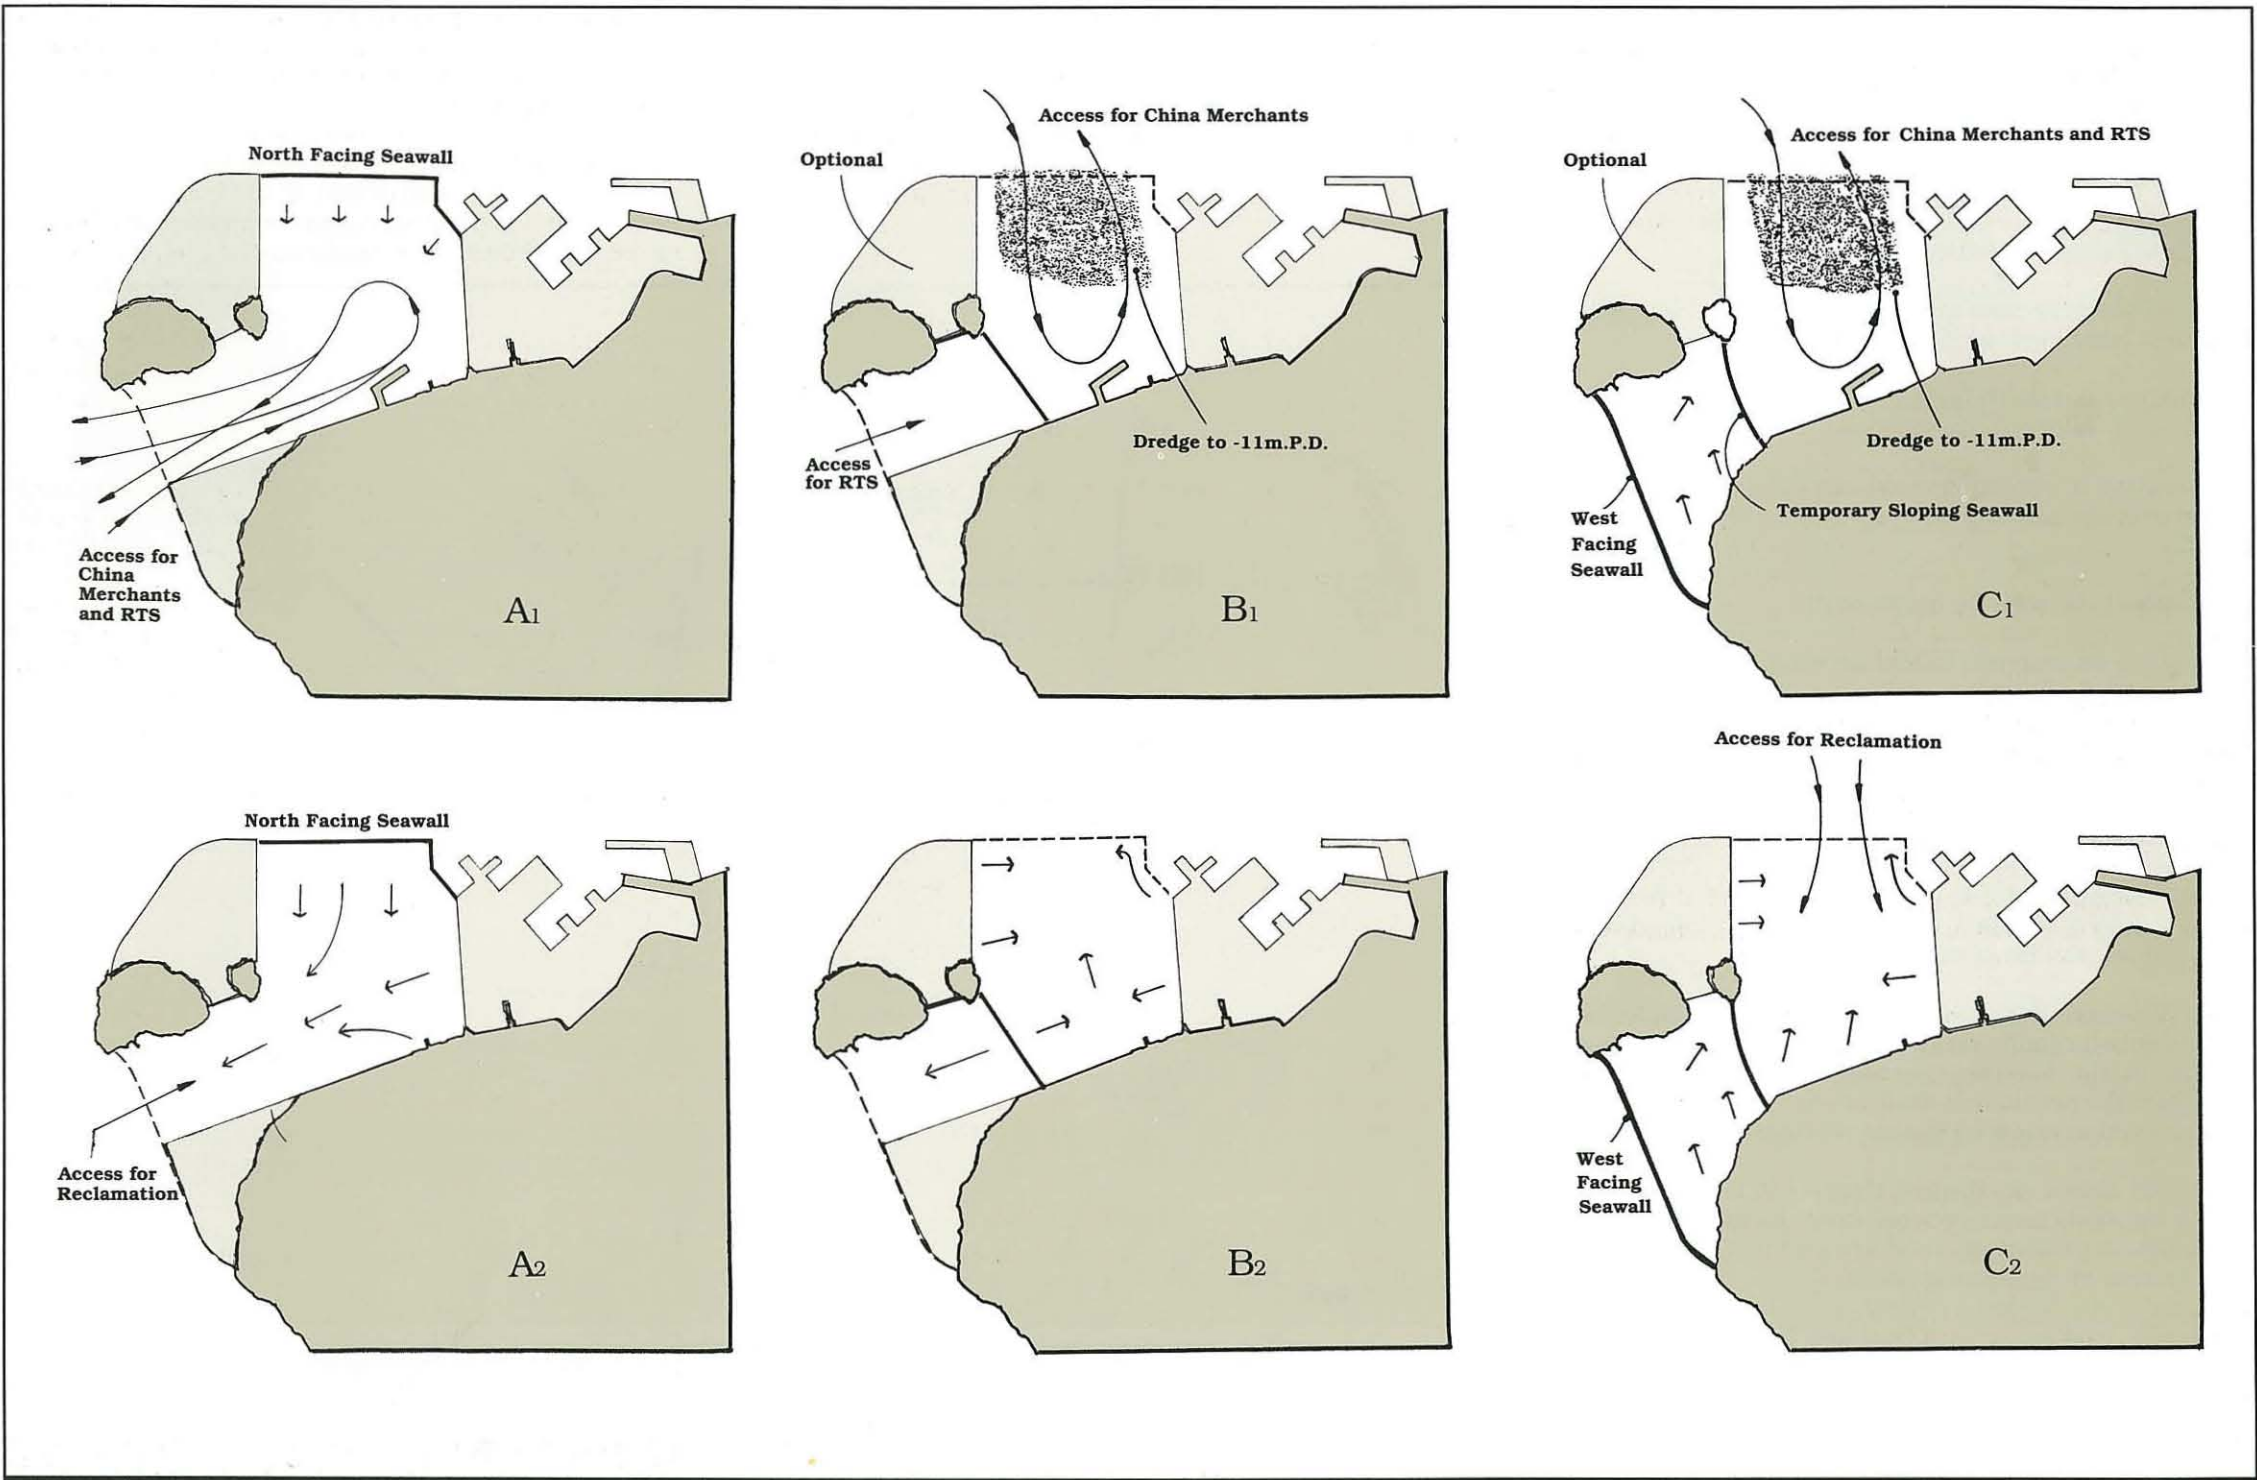 North Facing Seawall
Access for
China
Merchants
and RTS
A1
Access for China Merchants
Optional
Access
for RTS
Dredge to -11m.P.D.
B1
Access for China Merchants and RTS
Optional
Dredge to -11m.P.D.
Temporary Sloping Seawall
West
Facing
Seawall
C1
North Facing Seawall
Access for
Reclamation
A2
B2
Access for Reclamation
West
Facing
Seawall
C2